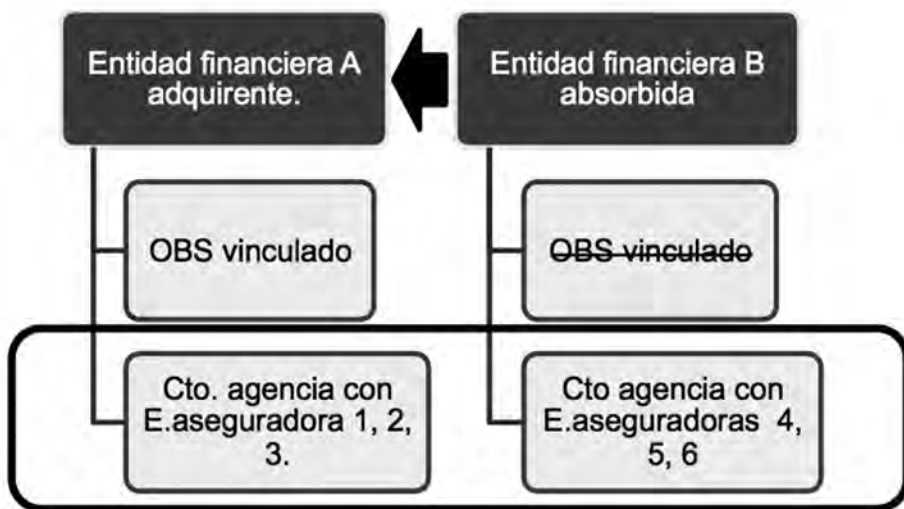 Entidad financiera A
adquirente.
Entidad financiera B
absorbida
OBS vinculado
OBS vinculado
Cto. agencia con
E.aseguradora 1, 2,
3.
Cto agencia con
E.aseguradoras 4,
5, 6